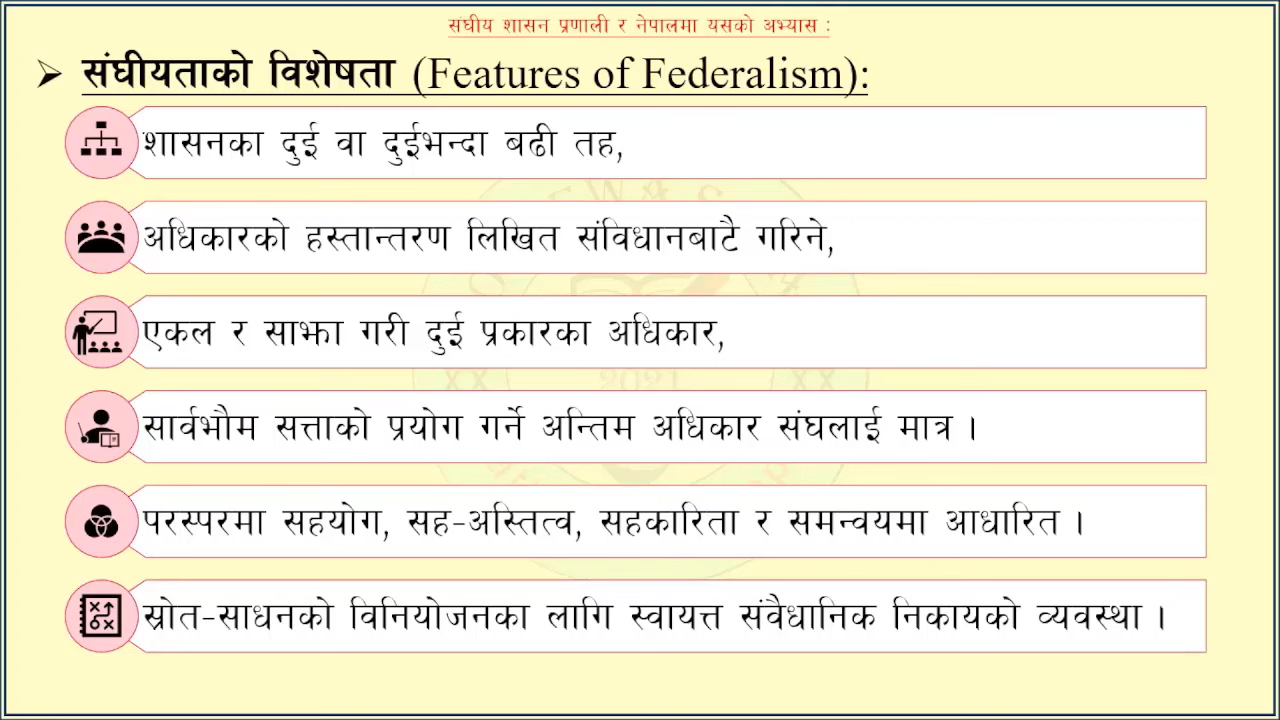 संघीय शासन प्रणाली र नेपालमा यसको अभ्यास :
➢ संघीयताको विशेषता (Features of Federalism):
शासनका दुई वा दुईभन्दा बढी तह,
अधिकारको हस्तान्तरण लिखित संविधानबाटै गरिने,
एकल र साझा गरी दुई प्रकारका अधिकार,
सार्वभौम सत्ताको प्रयोग गर्ने अन्तिम अधिकार संघलाई मात्र ।
परस्परमा सहयोग, सह-अस्तित्व, सहकारिता र समन्वयमा आधारित ।
स्रोत-साधनको विनियोजनका लागि स्वायत्त संवैधानिक निकायको व्यवस्था ।
2021